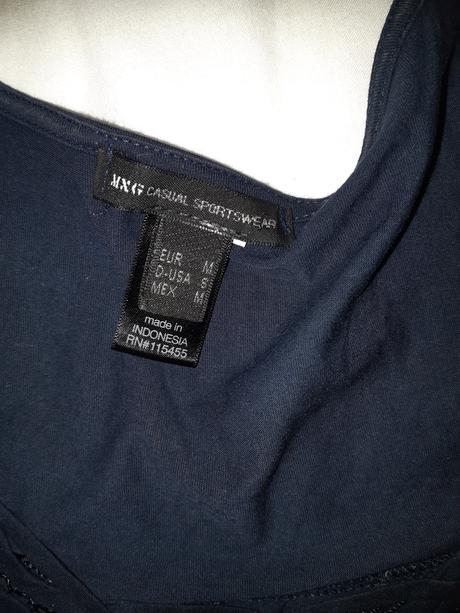 MNG CASUAL SPORTSWEAR
EUR M
D-USA
MEX M
made in
INDONESIA
RN#115455